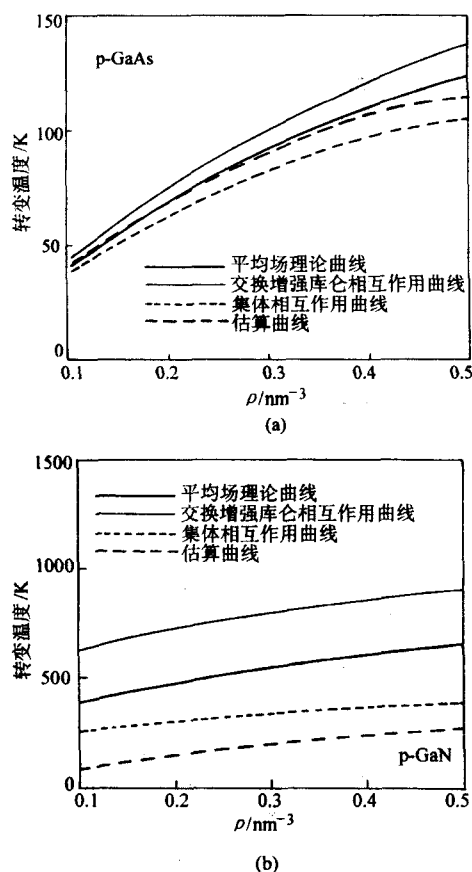 150
p-GaAs
100
转变温度/K
50
平均场理论曲线
交换增强库仑相互作用曲线
集体相互作用曲线
估算曲线
0
0.1 0.2 0.3 0.4 0.5
ρ/nm⁻³
(a)
1500
平均场理论曲线
交换增强库仑相互作用曲线
集体相互作用曲线
估算曲线
1000
转变温度/K
500
p-GaN
0
0.1 0.2 0.3 0.4 0.5
ρ/nm⁻³
(b)